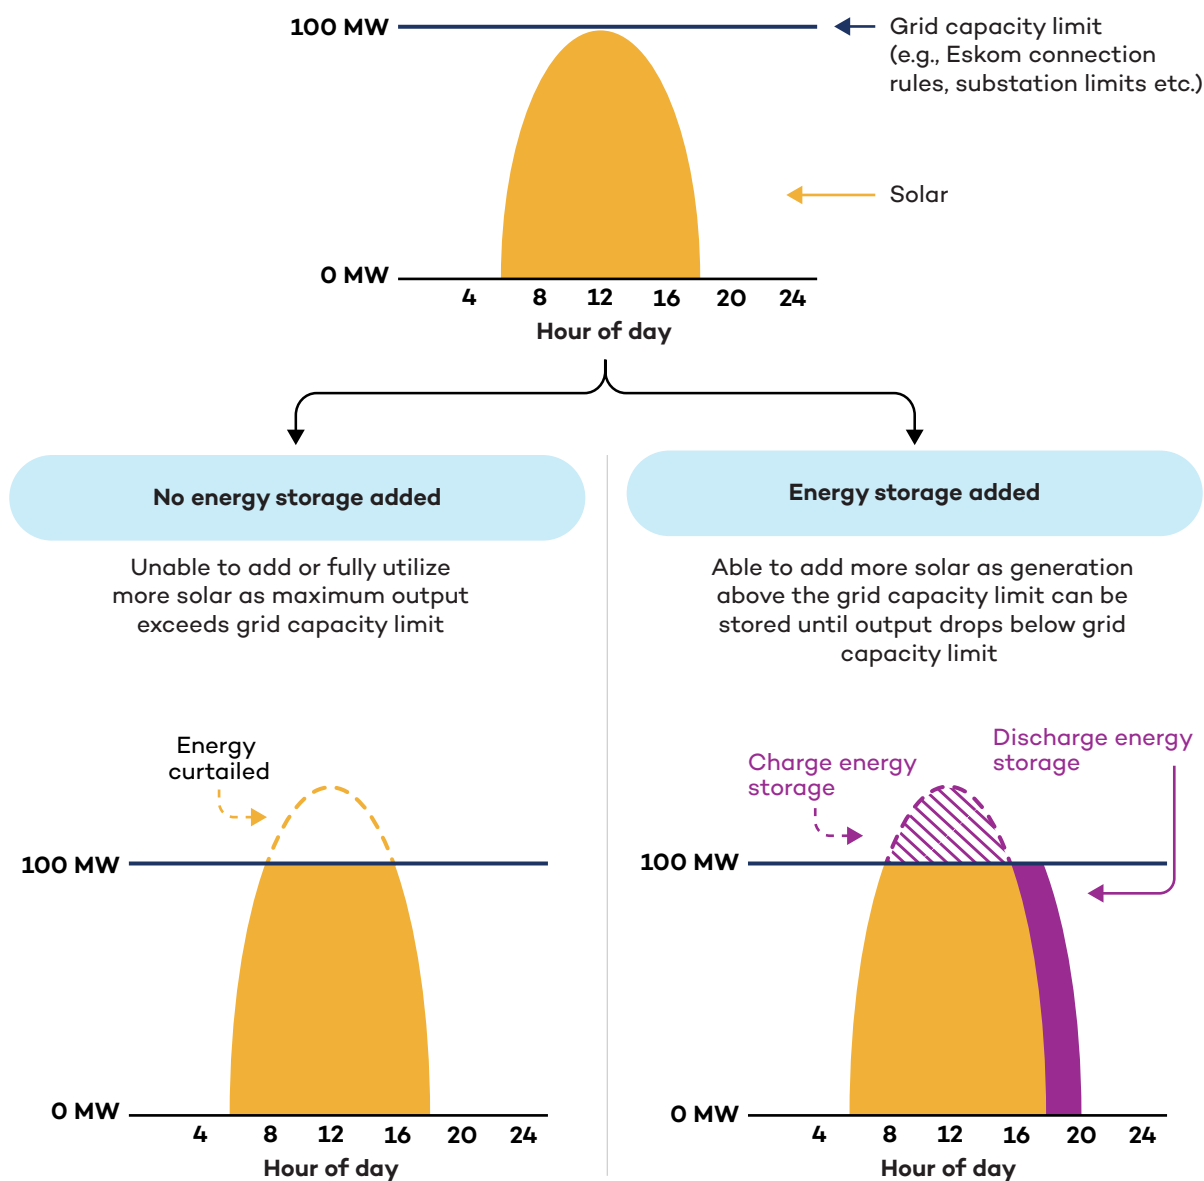 100 MW
Grid capacity limit
(e.g., Eskom connection
rules, substation limits etc.)
Solar
0 MW
4 8 12 16 20 24
Hour of day
No energy storage added
Unable to add or fully utilize
more solar as maximum output
exceeds grid capacity limit
Energy
curtailed
100 MW
0 MW
4 8 12 16 20 24
Hour of day
Energy storage added
Able to add more solar as generation
above the grid capacity limit can be
stored until output drops below grid
capacity limit
Charge energy
storage
Discharge energy
storage
100 MW
0 MW
4 8 12 16 20 24
Hour of day